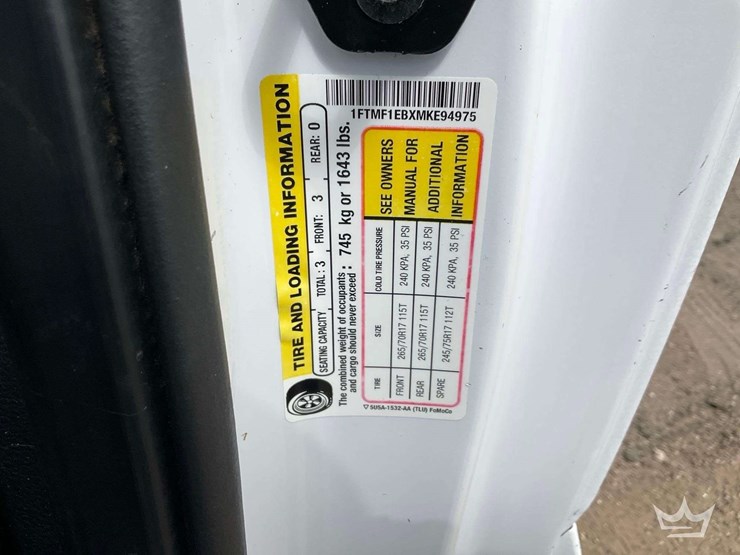 1FTMF1EBXMKE94975
TIRE AND LOADING INFORMATION
SEATING CAPACITY TOTAL: 3 FRONT: 3 REAR: 0
The combined weight of occupants
and cargo should never exceed: 745 kg or 1643 lbs.
TIRE SIZE COLD TIRE PRESSURE
FRONT 265/70R17 115T 240 KPA, 35 PSI
REAR 265/70R17 115T 240 KPA, 35 PSI
SPARE 245/75R17 112T 240 KPA, 35 PSI
SEE OWNERS
MANUAL FOR
ADDITIONAL
INFORMATION
5U5A-1532-AA (TLU) FoMoCo